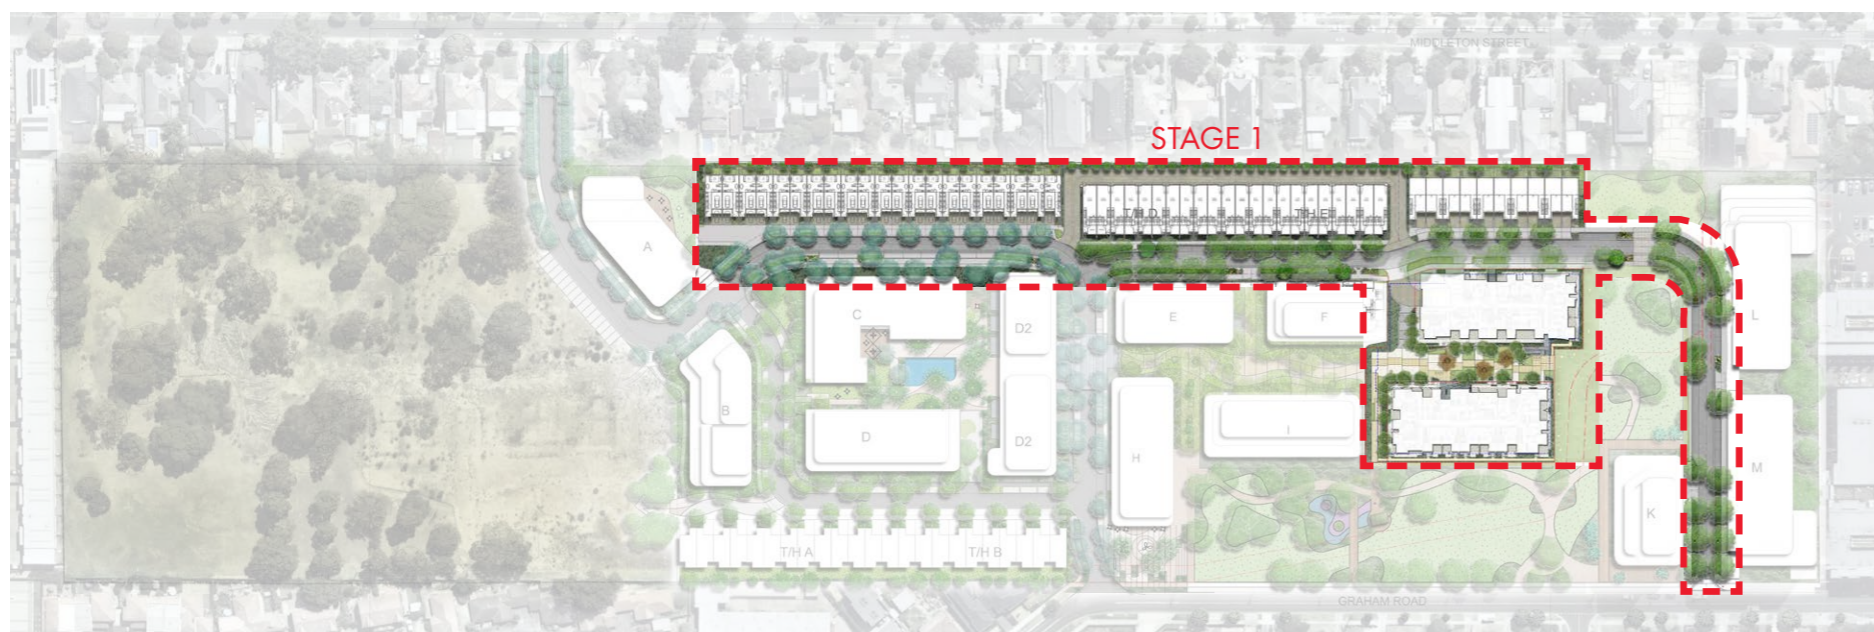 MIDDLETON STREET
STAGE 1
A
T/H D
T/H E
C
D2
E
F
L
B
D
D2
H
I
M
K
T/H A
T/H B
GRAHAM ROAD